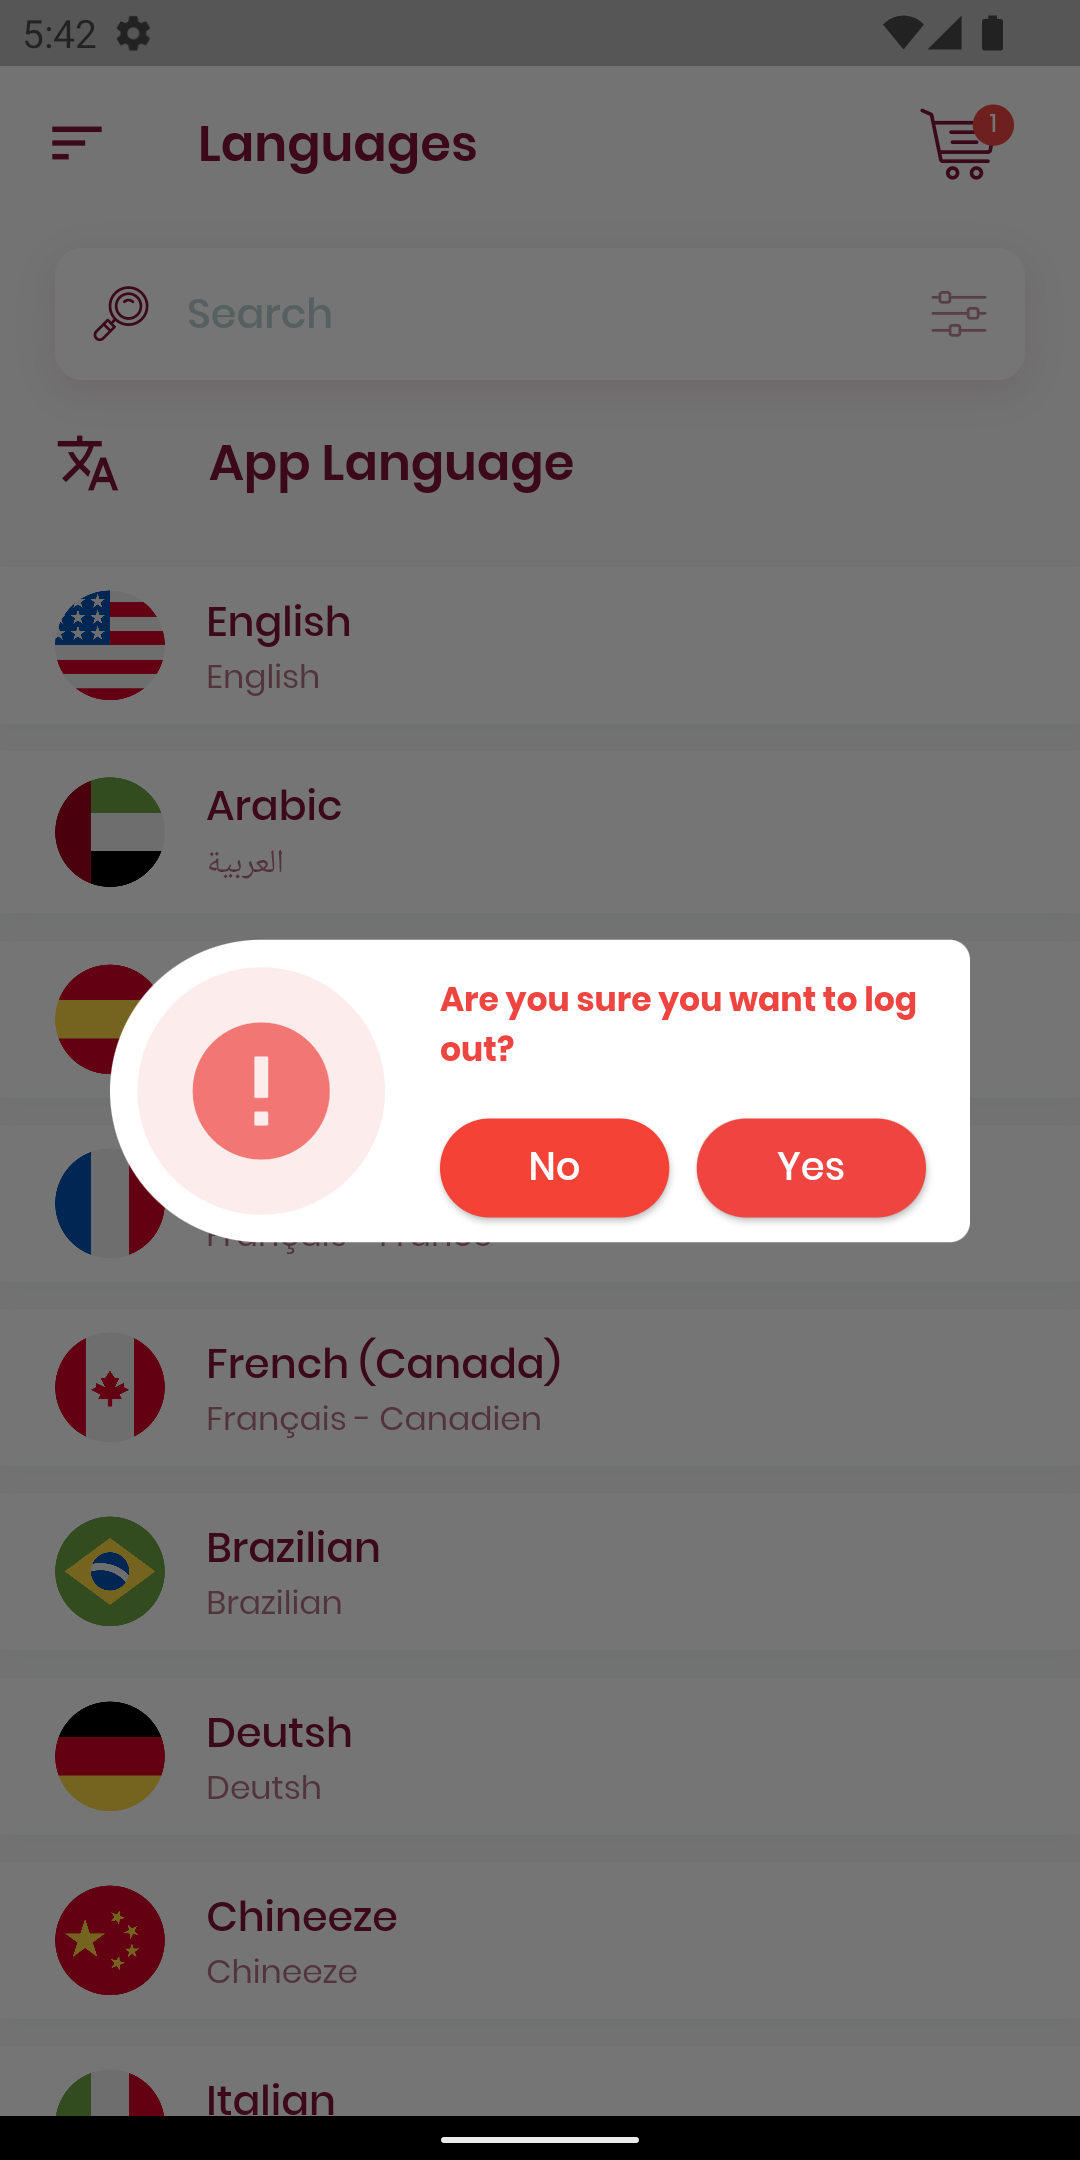 5:42
Languages
1
Search
App Language
English
English
Arabic
العربية
Are you sure you want to log
out?
No
Yes
French (Canada)
Français - Canadien
Brazilian
Brazilian
Deutsh
Deutsh
Chineeze
Chineeze
Italian